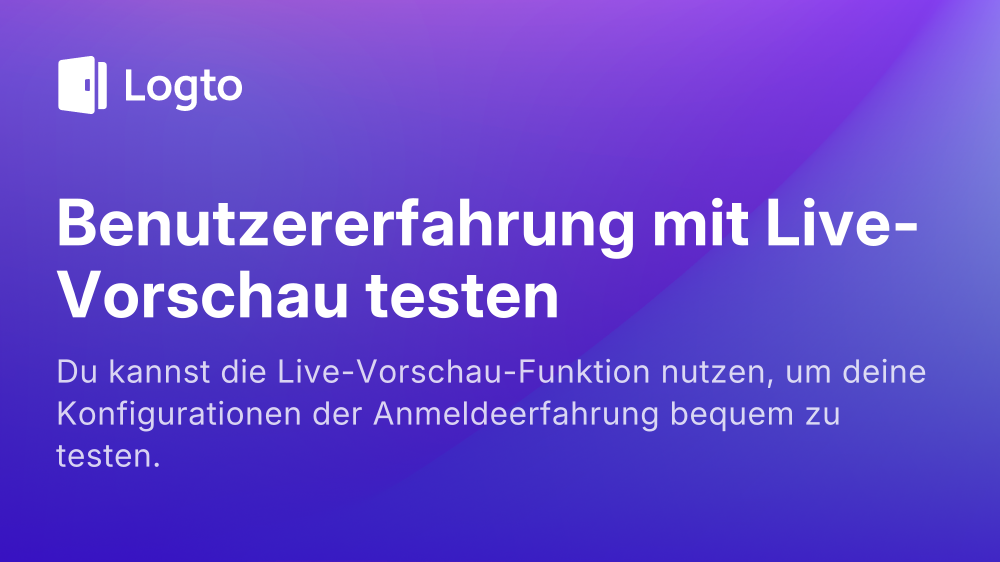 Logto
Benutzererfahrung mit Live-
Vorschau testen
Du kannst die Live-Vorschau-Funktion nutzen, um deine
Konfigurationen der Anmeldeerfahrung bequem zu
testen.